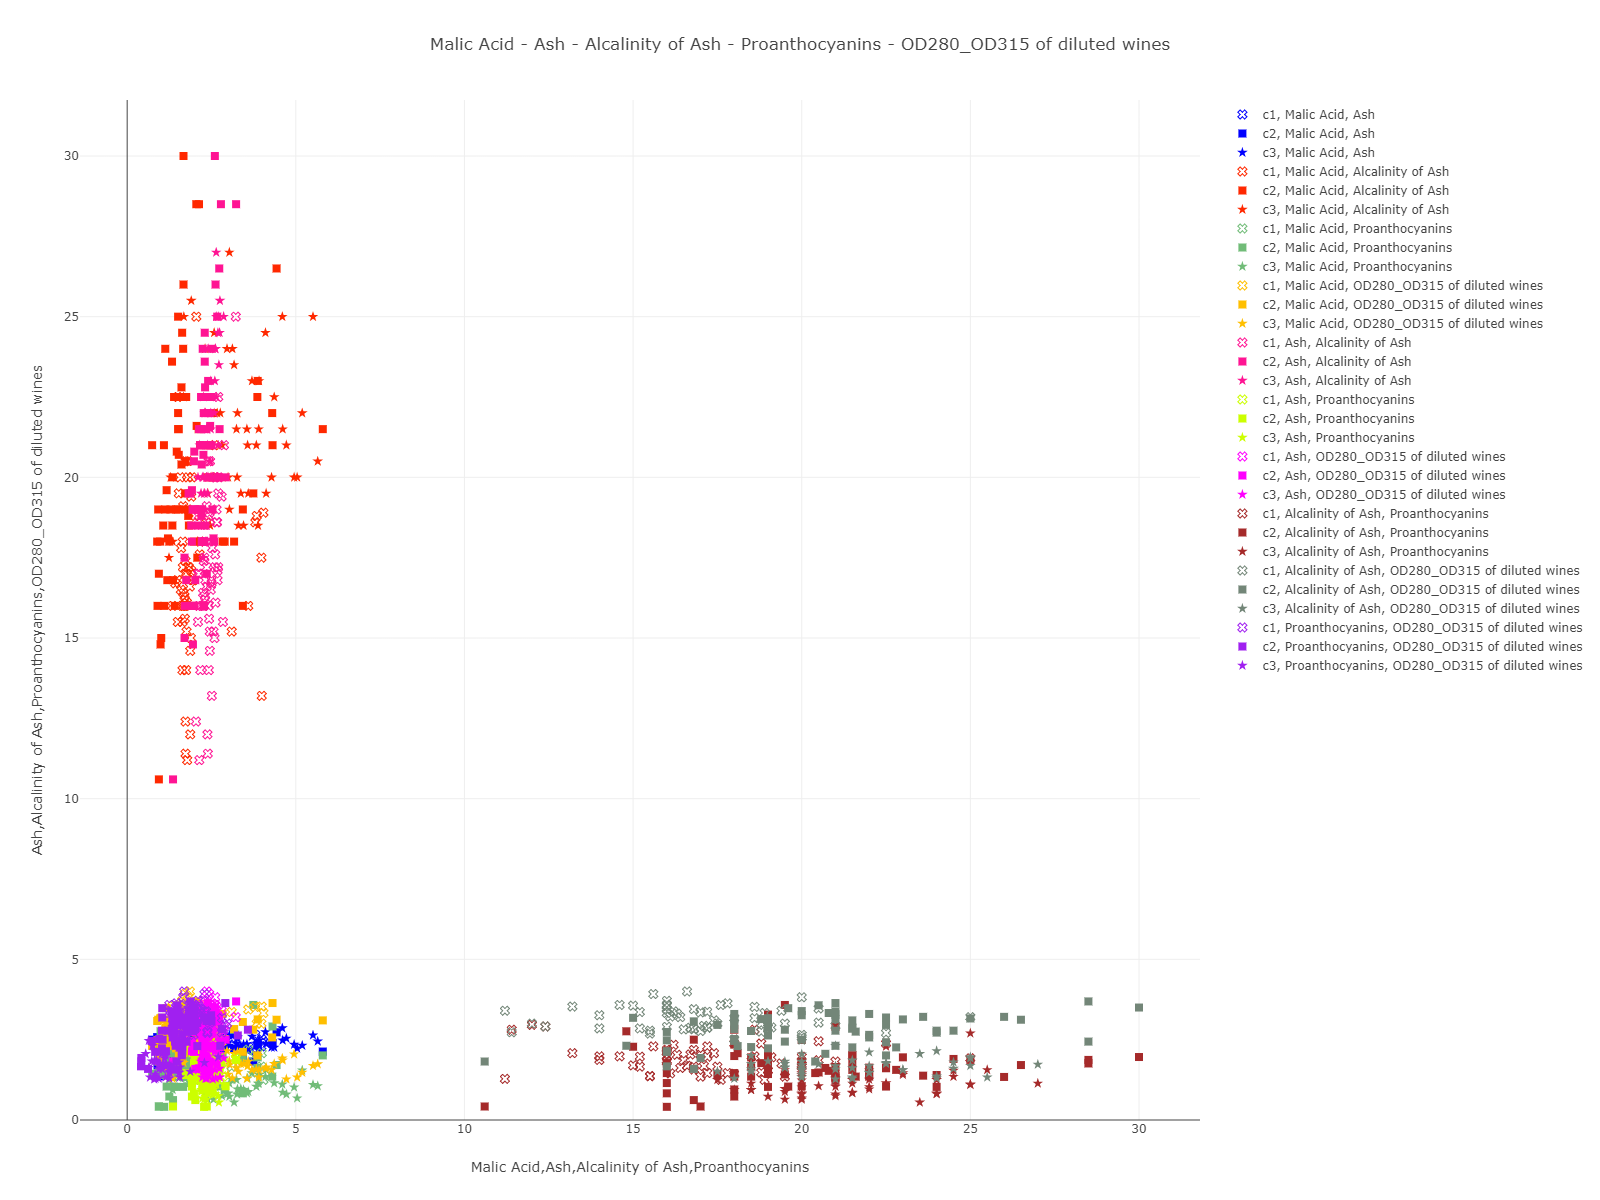 Malic Acid - Ash - Alcalinity of Ash - Proanthocyanins - OD280_OD315 of diluted wines
c1, Malic Acid, Ash
c2, Malic Acid, Ash
c3, Malic Acid, Ash
c1, Malic Acid, Alcalinity of Ash
c2, Malic Acid, Alcalinity of Ash
c3, Malic Acid, Alcalinity of Ash
c1, Malic Acid, Proanthocyanins
c2, Malic Acid, Proanthocyanins
c3, Malic Acid, Proanthocyanins
c1, Malic Acid, OD280_OD315 of diluted wines
c2, Malic Acid, OD280_OD315 of diluted wines
c3, Malic Acid, OD280_OD315 of diluted wines
c1, Ash, Alcalinity of Ash
c2, Ash, Alcalinity of Ash
c3, Ash, Alcalinity of Ash
c1, Ash, Proanthocyanins
c2, Ash, Proanthocyanins
c3, Ash, Proanthocyanins
c1, Ash, OD280_OD315 of diluted wines
c2, Ash, OD280_OD315 of diluted wines
c3, Ash, OD280_OD315 of diluted wines
c1, Alcalinity of Ash, Proanthocyanins
c2, Alcalinity of Ash, Proanthocyanins
c3, Alcalinity of Ash, Proanthocyanins
c1, Alcalinity of Ash, OD280_OD315 of diluted wines
c2, Alcalinity of Ash, OD280_OD315 of diluted wines
c3, Alcalinity of Ash, OD280_OD315 of diluted wines
c1, Proanthocyanins, OD280_OD315 of diluted wines
c2, Proanthocyanins, OD280_OD315 of diluted wines
c3, Proanthocyanins, OD280_OD315 of diluted wines
Ash,Alcalinity of Ash,Proanthocyanins,OD280_OD315 of diluted wines
30
25
20
15
10
5
0
0 5 10 15 20 25 30
Malic Acid,Ash,Alcalinity of Ash,Proanthocyanins